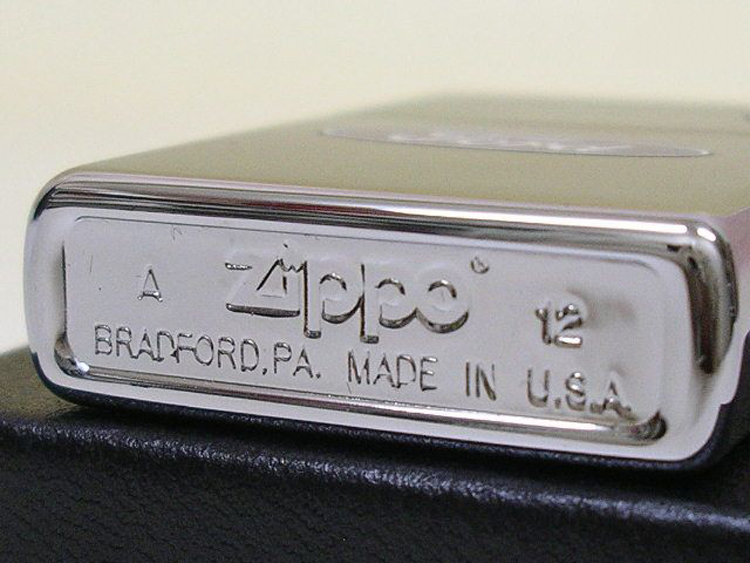 A Zippo® 12
BRADFORD,PA. MADE IN U.S.A.